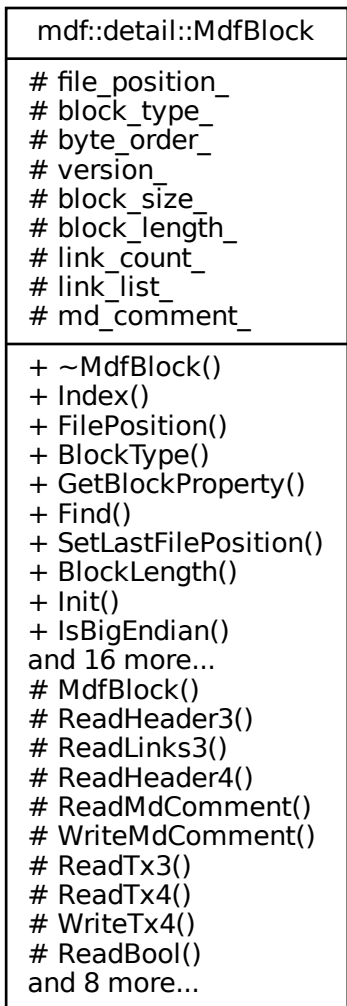 mdf::detail::MdfBlock
# file_position_
# block_type_
# byte_order_
# version_
# block_size_
# block_length_
# link_count_
# link_list_
# md_comment_
+ ~MdfBlock()
+ Index()
+ FilePosition()
+ BlockType()
+ GetBlockProperty()
+ Find()
+ SetLastFilePosition()
+ BlockLength()
+ Init()
+ IsBigEndian()
and 16 more...
# MdfBlock()
# ReadHeader3()
# ReadLinks3()
# ReadHeader4()
# ReadMdComment()
# WriteMdComment()
# ReadTx3()
# ReadTx4()
# WriteTx4()
# ReadBool()
and 8 more...